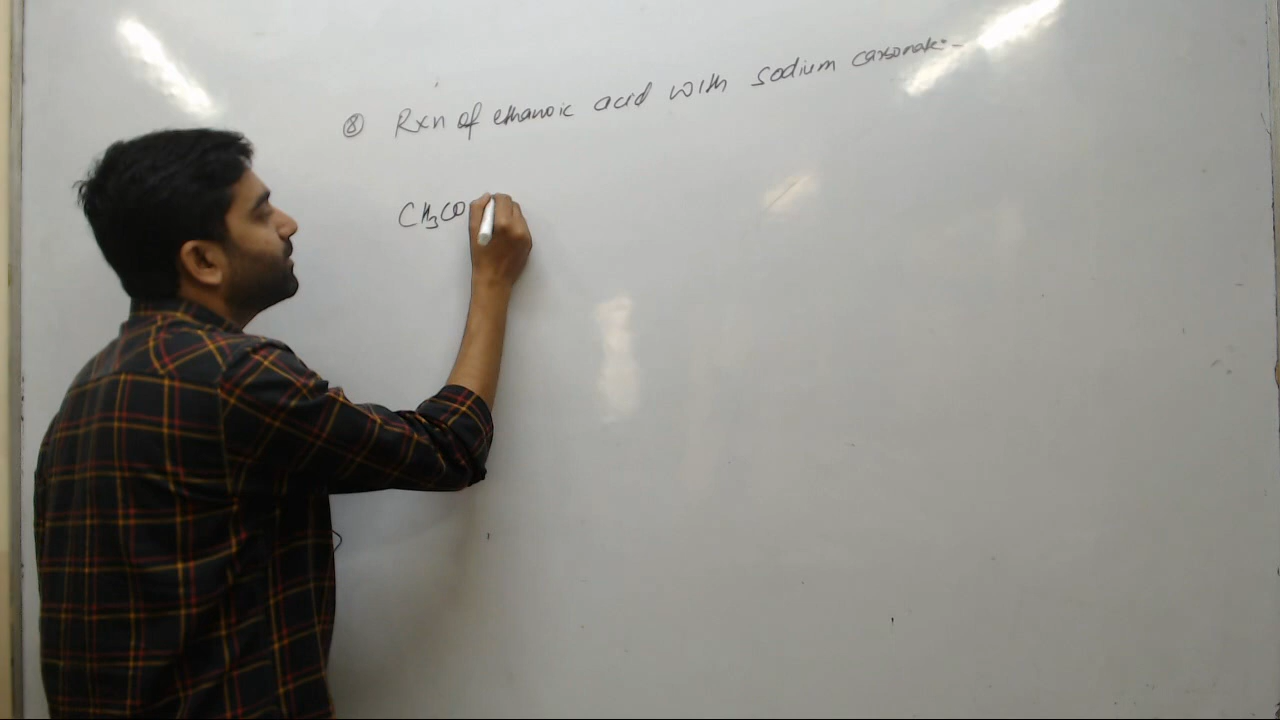 ⑧ Rxn of ethanoic acid with sodium carbonate:-
CH₃CO